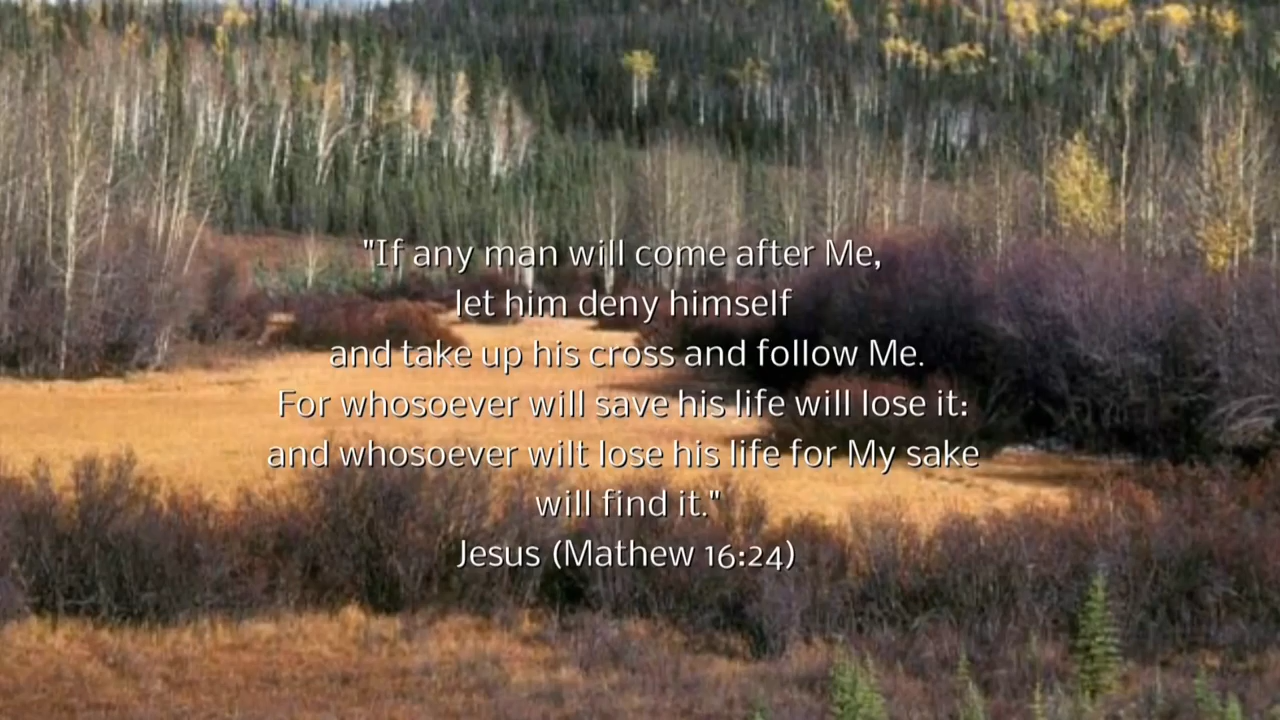 "If any man will come after Me,
let him deny himself
and take up his cross and follow Me.
For whosoever will save his life will lose it:
and whosoever wilt lose his life for My sake
will find it."
Jesus (Mathew 16:24)